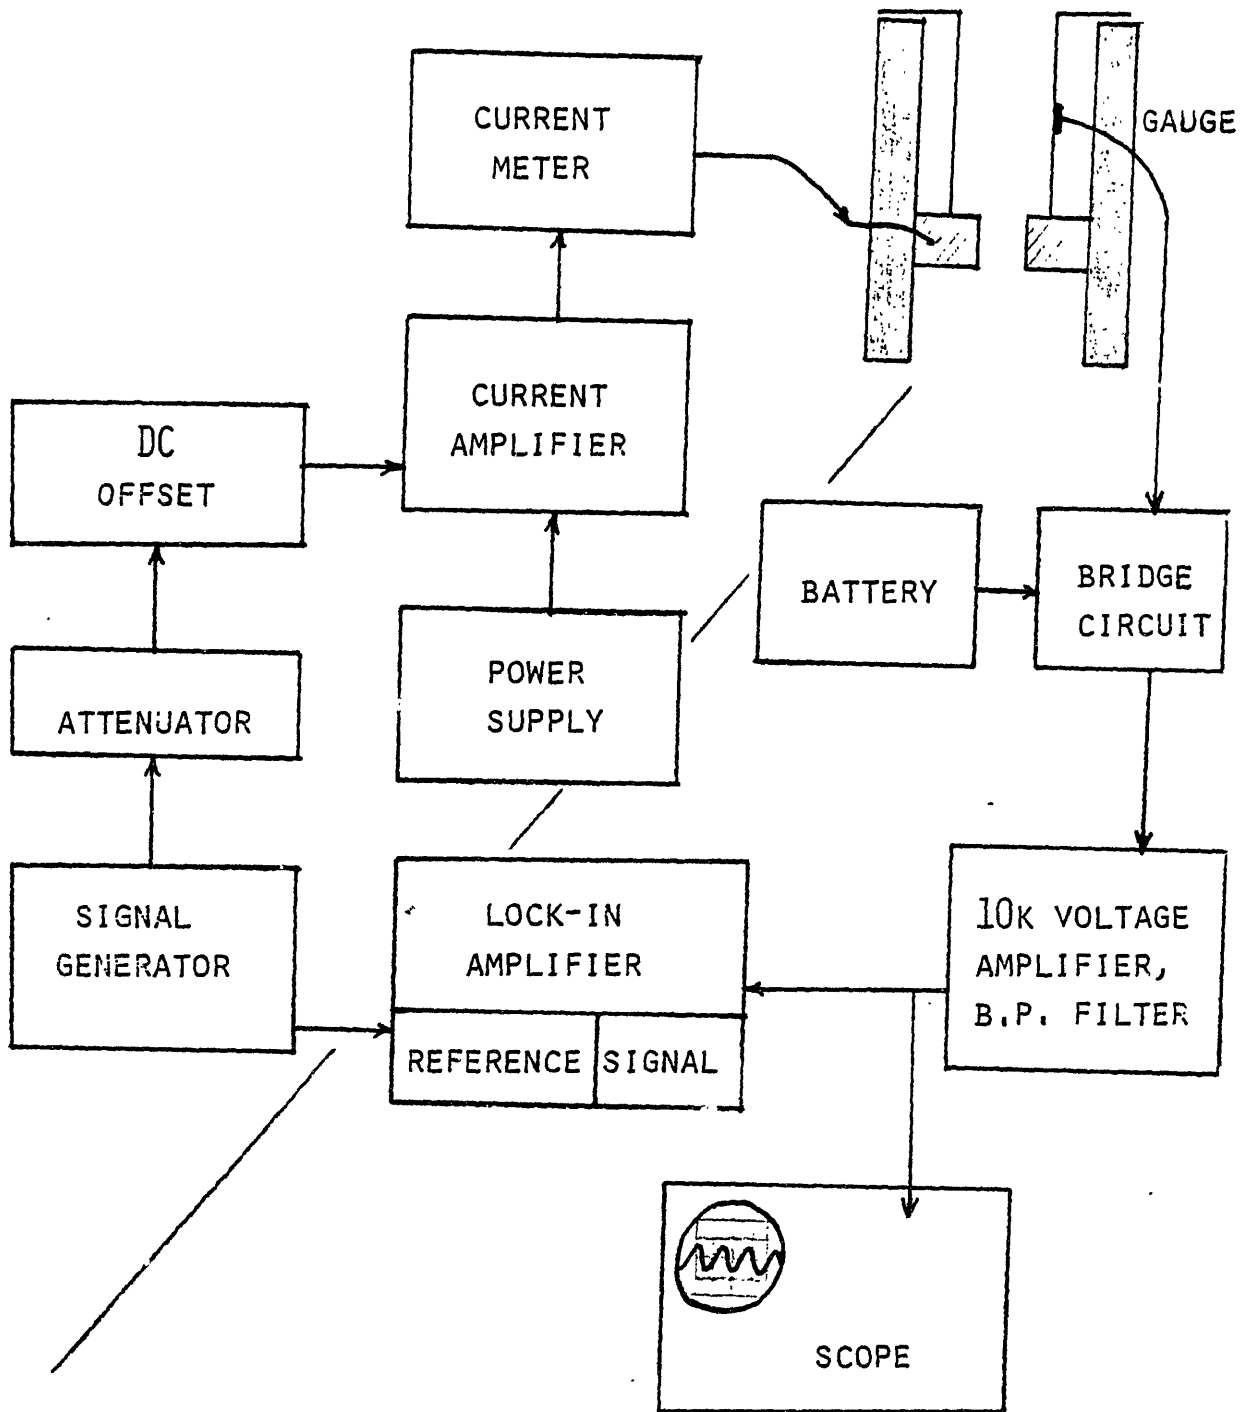 CURRENT
METER
GAUGE
CURRENT
AMPLIFIER
DC
OFFSET
BATTERY
BRIDGE
CIRCUIT
POWER
SUPPLY
ATTENUATOR
SIGNAL
GENERATOR
LOCK-IN
AMPLIFIER
REFERENCE
SIGNAL
10K VOLTAGE
AMPLIFIER,
B.P. FILTER
SCOPE